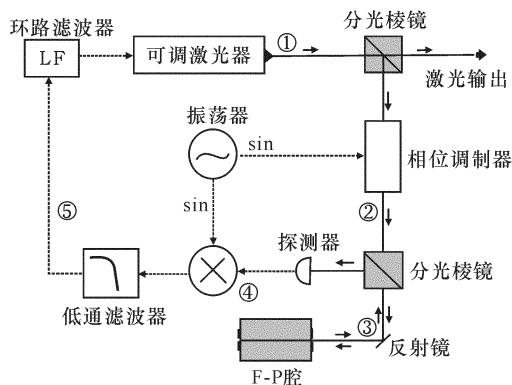 分光棱镜
环路滤波器
LF
可调激光器
①
激光输出
振荡器
sin
相位调制器
sin
②
⑤
探测器
④
分光棱镜
低通滤波器
③
反射镜
F-P腔